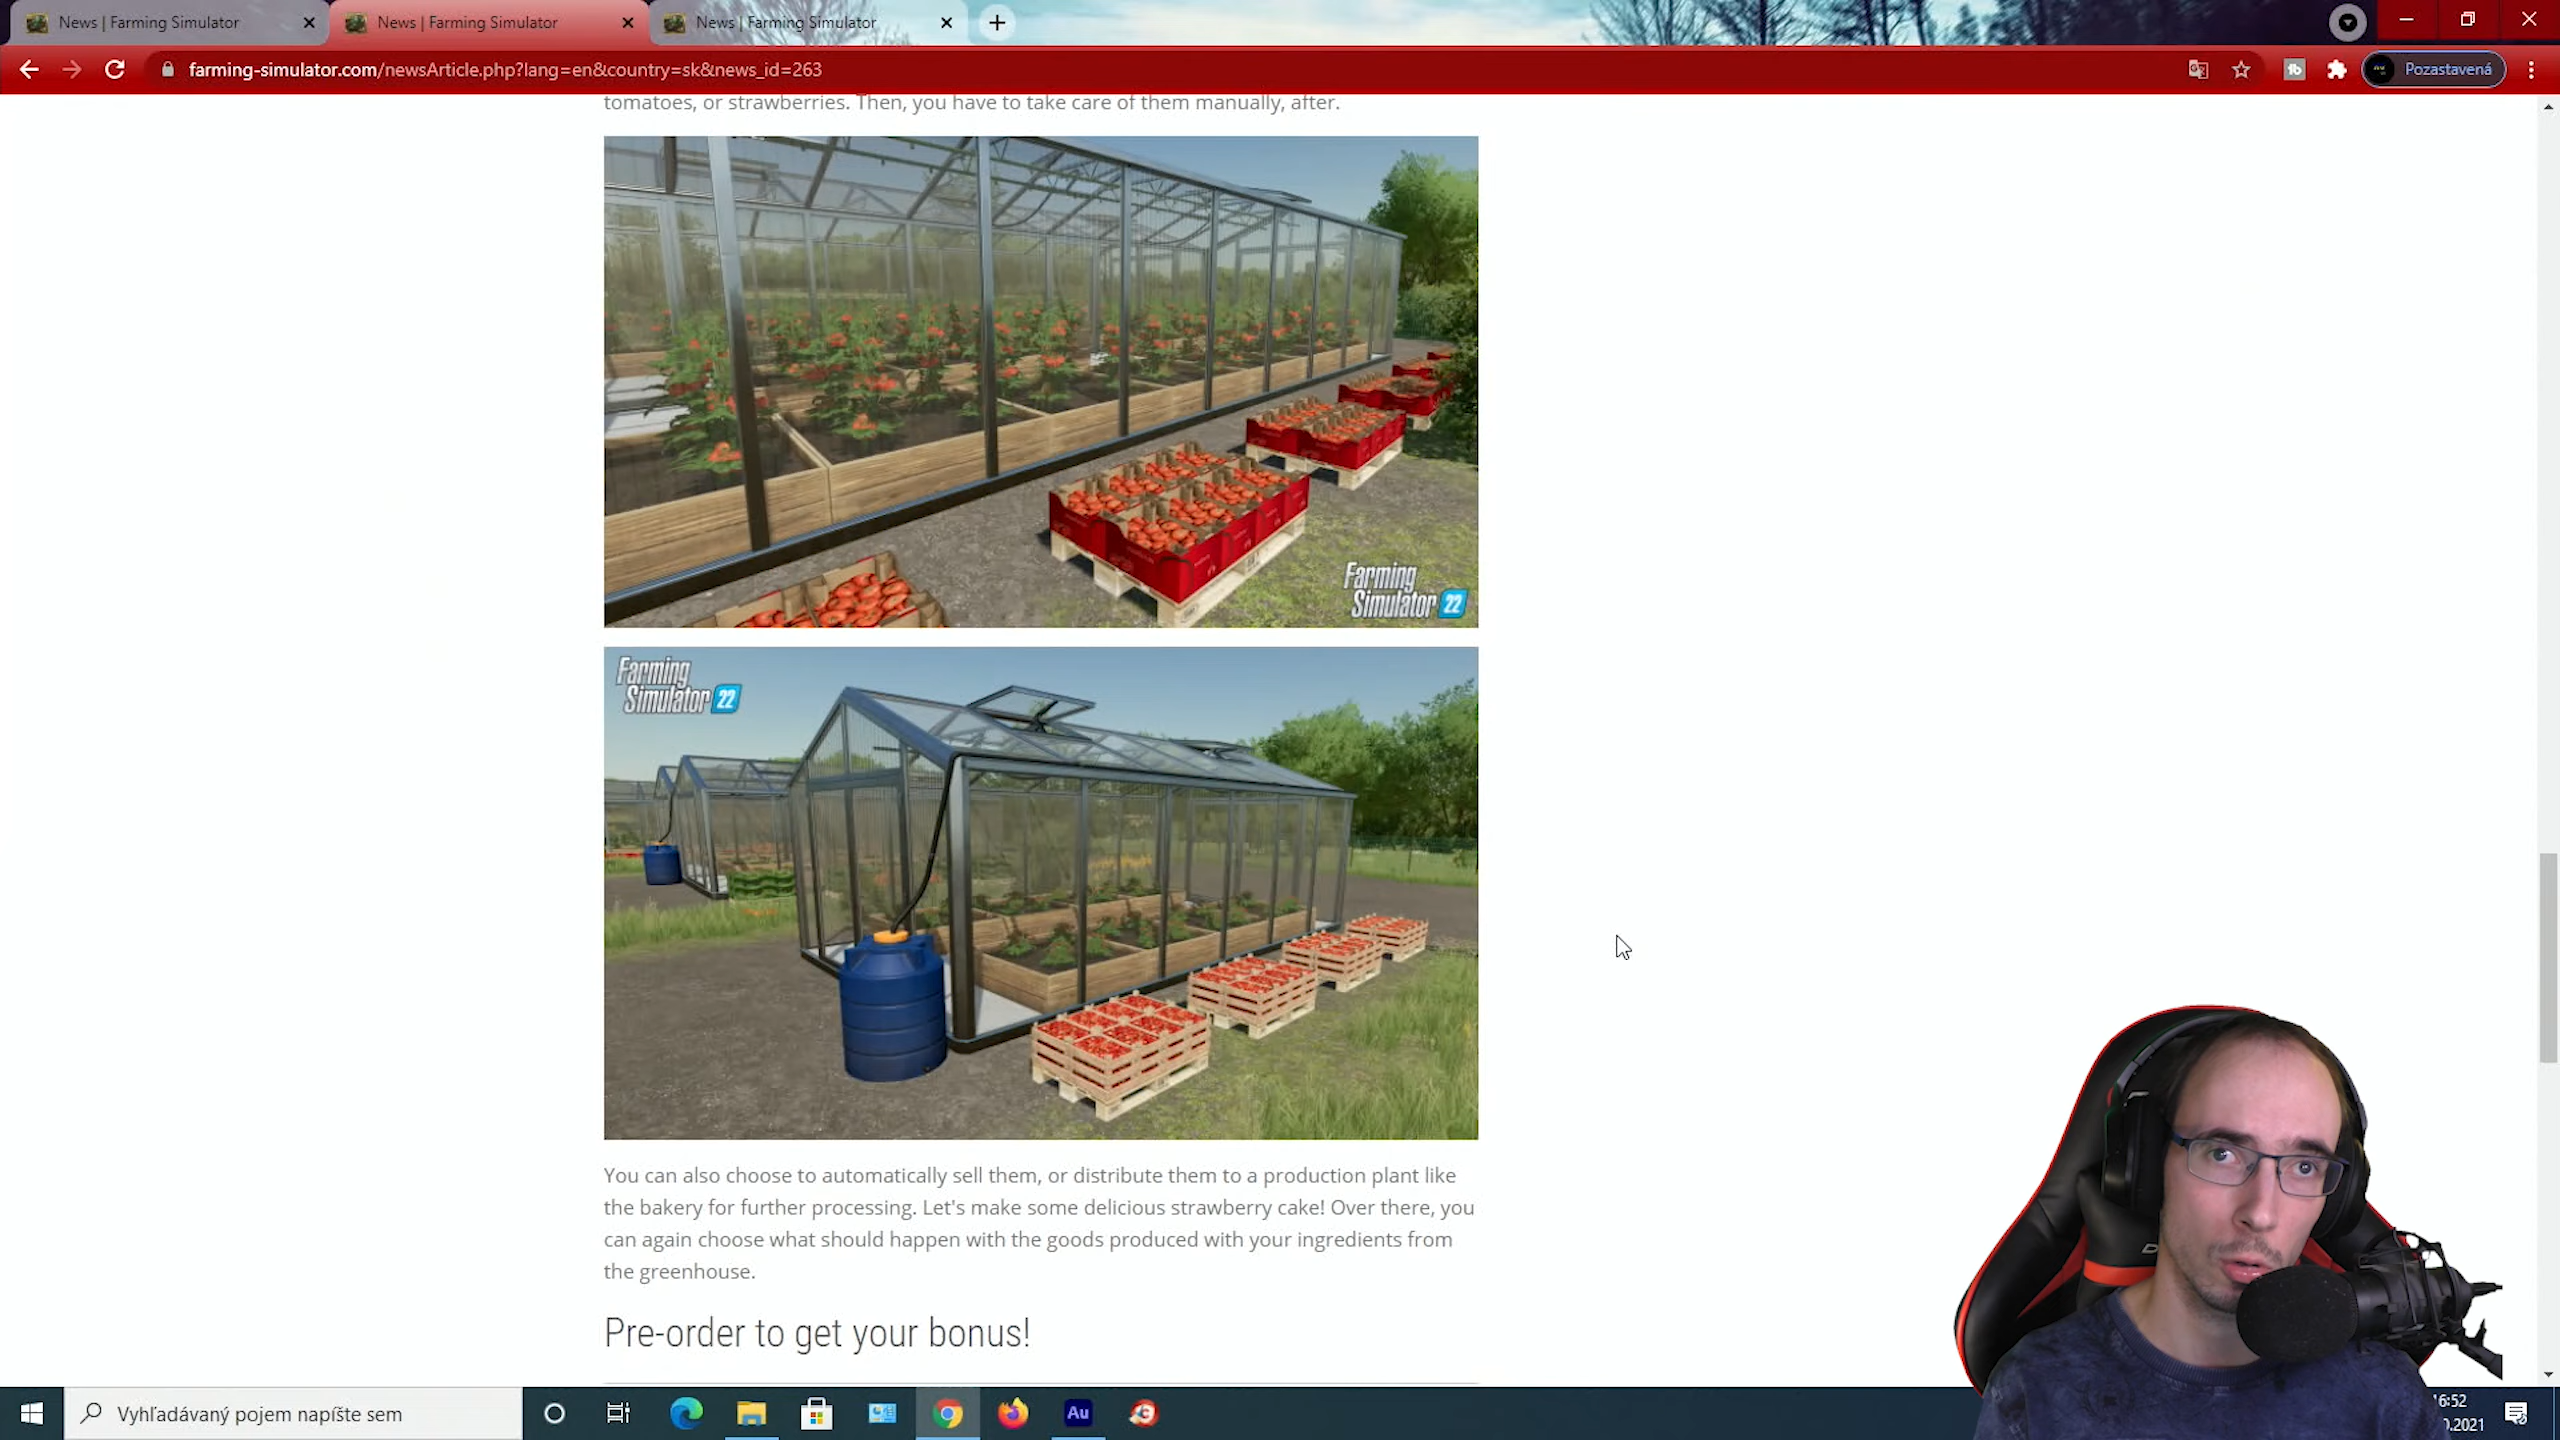 News | Farming Simulator
News | Farming Simulator
News | Farming Simulator
farming-simulator.com/newsArticle.php?lang=en&country=sk&news_id=263
Pozastavená
tomatoes, or strawberries. Then, you have to take care of them manually, after.
Farming
Simulator 22
Farming
Simulator 22
You can also choose to automatically sell them, or distribute them to a production plant like
the bakery for further processing. Let's make some delicious strawberry cake! Over there, you
can again choose what should happen with the goods produced with your ingredients from
the greenhouse.
Pre-order to get your bonus!
Vyhľadávaný pojem napíšte sem
Au
16:52
.2021